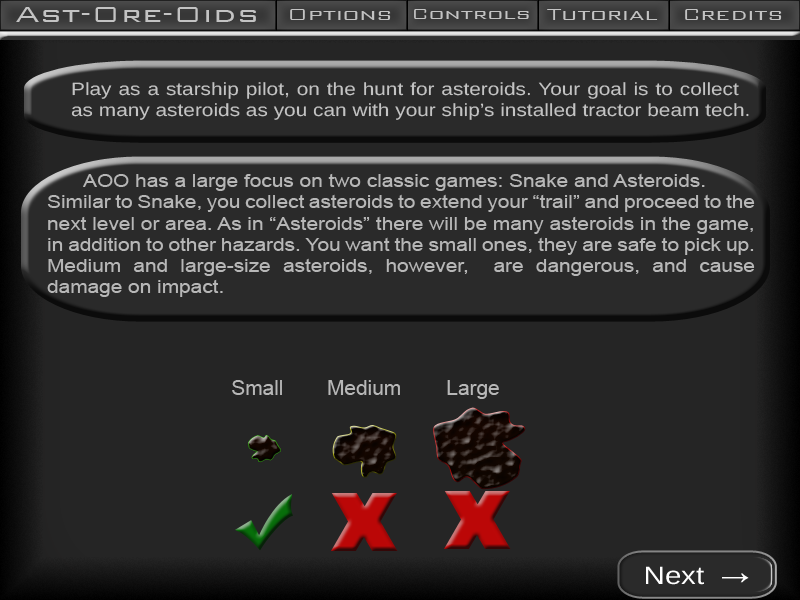 Ast-Ore-Oids
Options
Controls
Tutorial
Credits
Play as a starship pilot, on the hunt for asteroids. Your goal is to collect
as many asteroids as you can with your ship's installed tractor beam tech.
AOO has a large focus on two classic games: Snake and Asteroids.
Similar to Snake, you collect asteroids to extend your “trail” and proceed to the
next level or area. As in “Asteroids” there will be many asteroids in the game,
in addition to other hazards. You want the small ones, they are safe to pick up.
Medium and large-size asteroids, however, are dangerous, and cause
damage on impact.
Small Medium Large
Next →